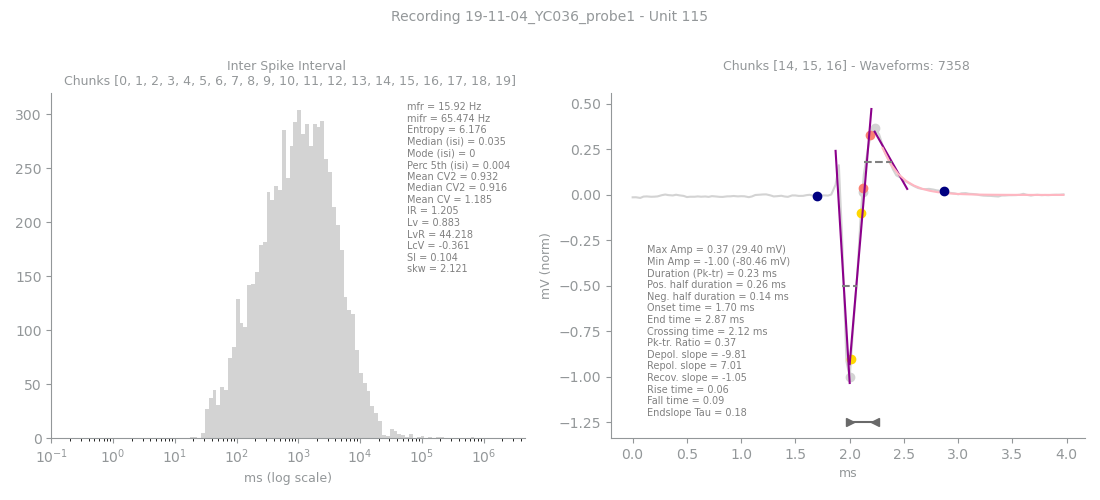 Recording 19-11-04_YC036_probe1 - Unit 115
Inter Spike Interval
Chunks [0, 1, 2, 3, 4, 5, 6, 7, 8, 9, 10, 11, 12, 13, 14, 15, 16, 17, 18, 19]
300
250
200
150
100
50
0
mfr = 15.92 Hz
mifr = 65.474 Hz
Entropy = 6.176
Median (isi) = 0.035
Mode (isi) = 0
Perc 5th (isi) = 0.004
Mean CV2 = 0.932
Median CV2 = 0.916
Mean CV = 1.185
IR = 1.205
Lv = 0.883
LvR = 44.218
LcV = -0.361
SI = 0.104
skw = 2.121
10⁻¹ 10⁰ 10¹ 10² 10³ 10⁴ 10⁵ 10⁶
ms (log scale)
Chunks [14, 15, 16] - Waveforms: 7358
mV (norm)
0.50
0.25
0.00
−0.25
−0.50
−0.75
−1.00
−1.25
Max Amp = 0.37 (29.40 mV)
Min Amp = -1.00 (-80.46 mV)
Duration (Pk-tr) = 0.23 ms
Pos. half duration = 0.26 ms
Neg. half duration = 0.14 ms
Onset time = 1.70 ms
End time = 2.87 ms
Crossing time = 2.12 ms
Pk-tr. Ratio = 0.37
Depol. slope = -9.81
Repol. slope = 7.01
Recov. slope = -1.05
Rise time = 0.06
Fall time = 0.09
Endslope Tau = 0.18
0.0 0.5 1.0 1.5 2.0 2.5 3.0 3.5 4.0
ms